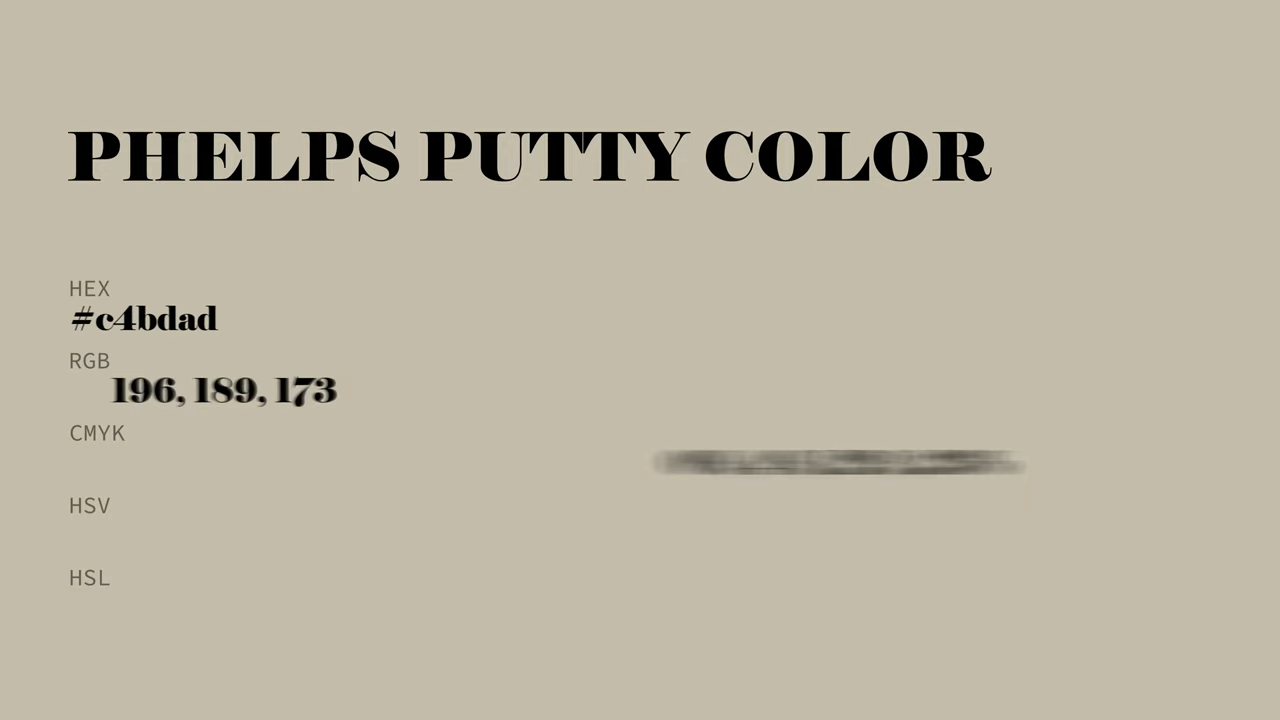 PHELPS PUTTY COLOR
HEX
#c4bdad
RGB
196, 189, 173
CMYK
HSV
HSL